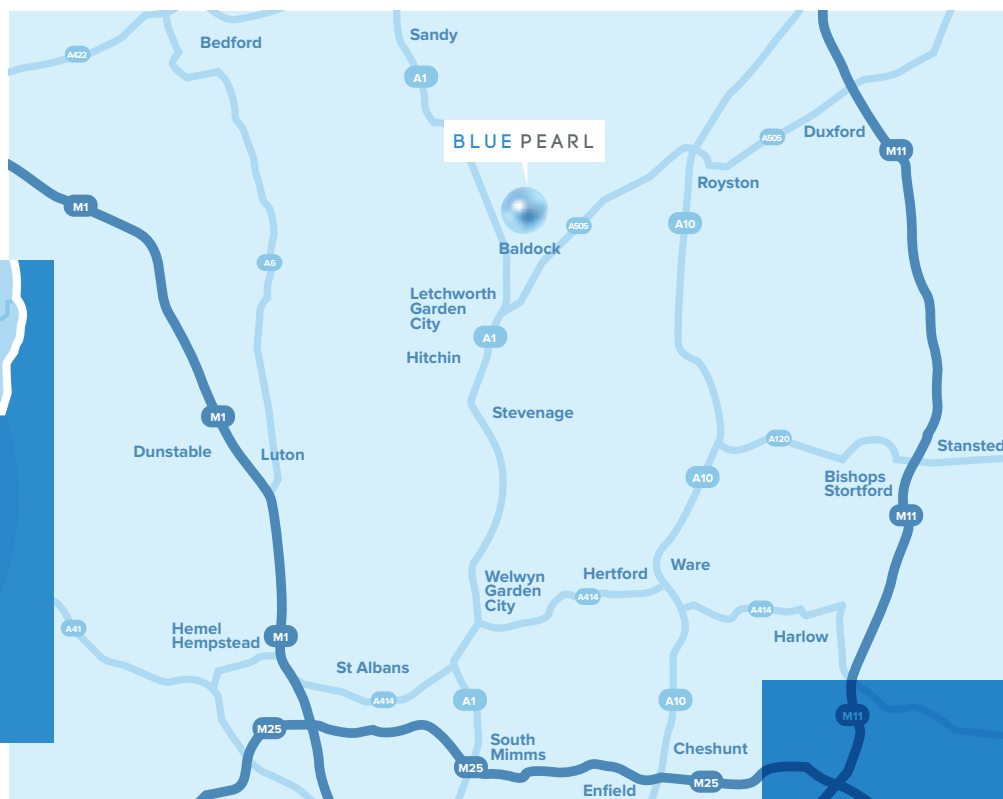 Sandy
Bedford
A422
A1
BLUE PEARL
Duxford
A505
M11
Royston
M1
A10
A505
Baldock
A6
Letchworth
Garden
City
A1
Hitchin
Stevenage
M1
Dunstable
Luton
A120
Stansted
A10
Bishops
Stortford
M11
Ware
Hertford
Welwyn
Garden
City
A414
A414
A41
Hemel
Hempstead
M1
Harlow
St Albans
A414
A1
A10
M11
M25
South
Mimms
Cheshunt
M25
M25
Enfield